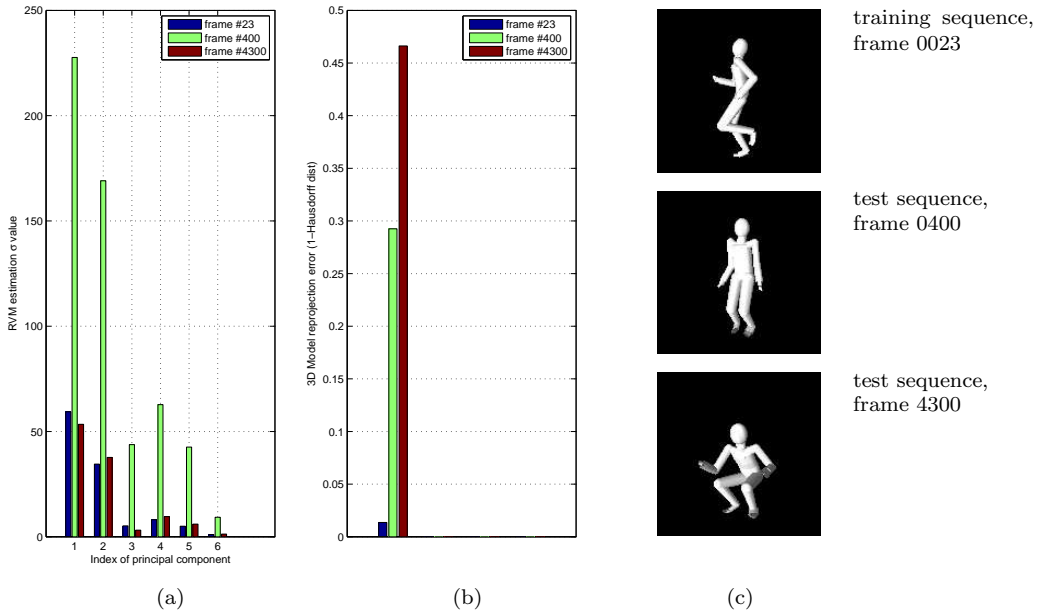 frame #23
frame #400
frame #4300
250
200
150
100
50
0
RVM estimation σ value
1 2 3 4 5 6
Index of principal component
(a)
frame #23
frame #400
frame #4300
0.5
0.45
0.4
0.35
0.3
0.25
0.2
0.15
0.1
0.05
0
3D Model reprojection error (1−Hausdorff dist)
(b)
training sequence,
frame 0023
test sequence,
frame 0400
test sequence,
frame 4300
(c)